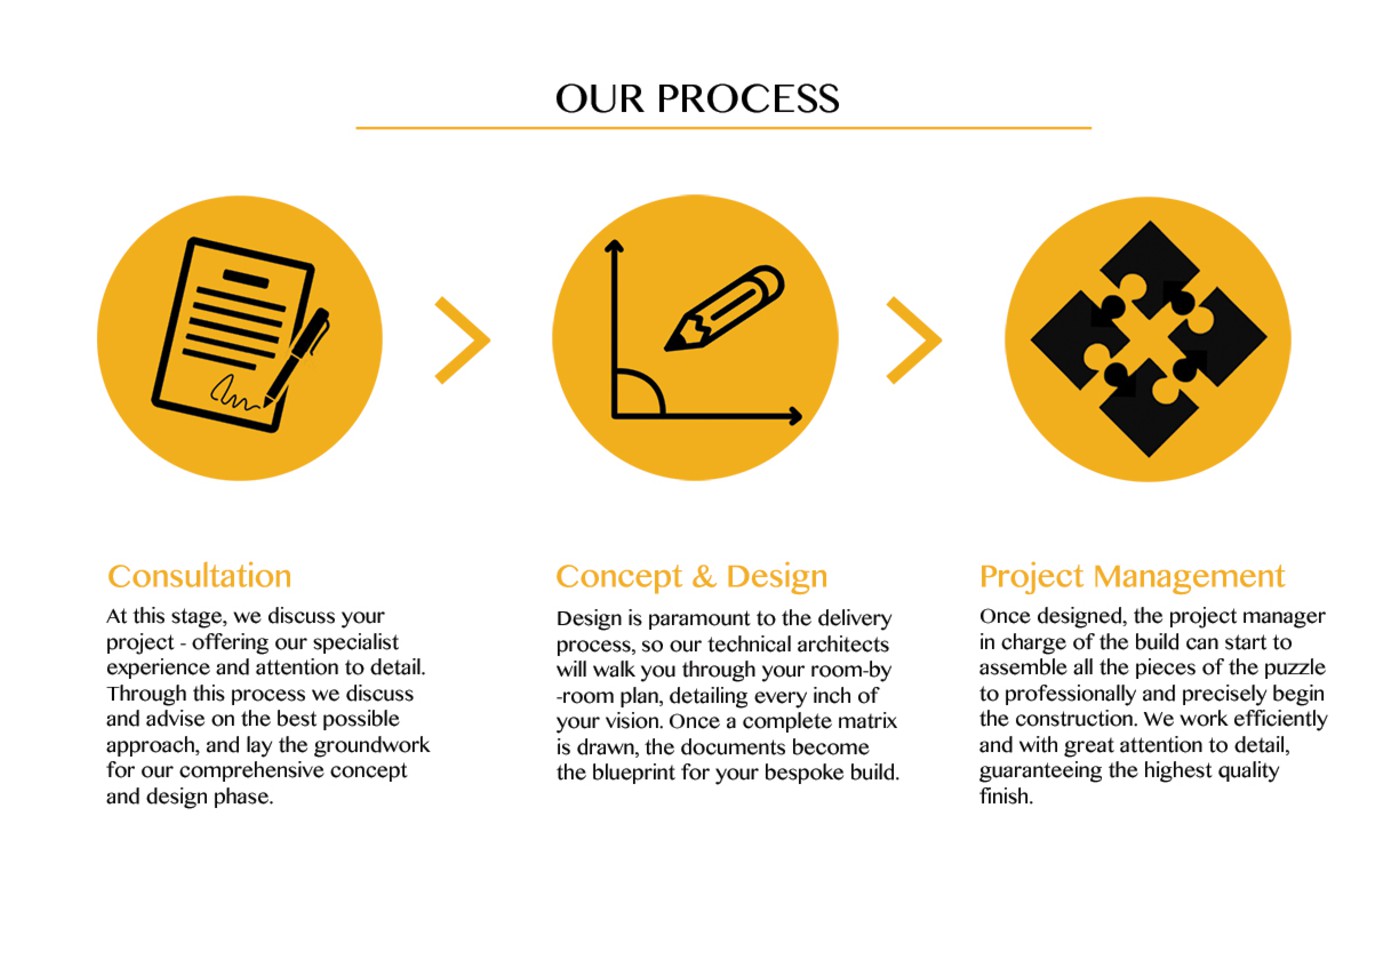 OUR PROCESS
Consultation
At this stage, we discuss your
project - offering our specialist
experience and attention to detail.
Through this process we discuss
and advise on the best possible
approach, and lay the groundwork
for our comprehensive concept
and design phase.
Concept & Design
Design is paramount to the delivery
process, so our technical architects
will walk you through your room-by
-room plan, detailing every inch of
your vision. Once a complete matrix
is drawn, the documents become
the blueprint for your bespoke build.
Project Management
Once designed, the project manager
in charge of the build can start to
assemble all the pieces of the puzzle
to professionally and precisely begin
the construction. We work efficiently
and with great attention to detail,
guaranteeing the highest quality
finish.